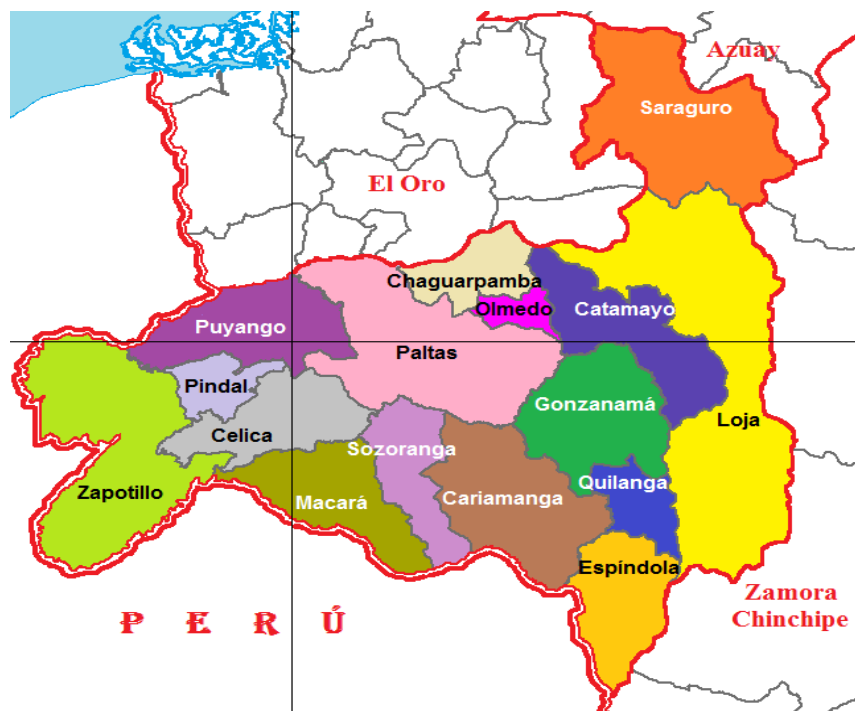 Azuay
Saraguro
El Oro
Chaguarpamba
Olmedo
Catamayo
Puyango
Paltas
Pindal
Gonzanamá
Loja
Celica
Sozoranga
Zapotillo
Macará
Cariamanga
Quilanga
Espíndola
Zamora
Chinchipe
P E R Ú